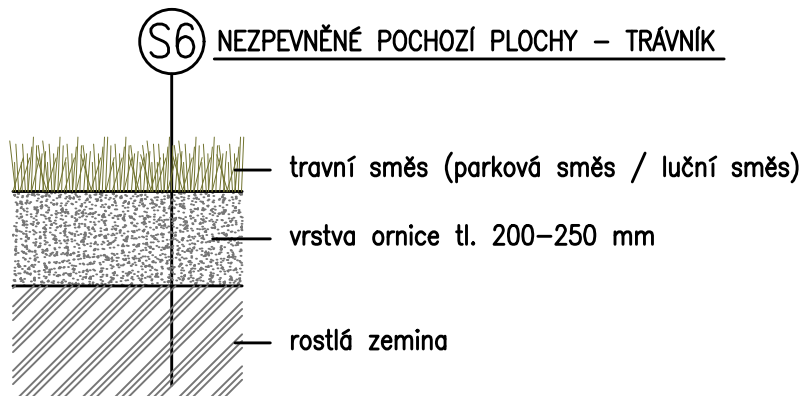 S6 NEZPEVNĚNÉ POCHOZÍ PLOCHY – TRÁVNÍK
travní směs (parková směs / luční směs)
vrstva ornice tl. 200–250 mm
rostlá zemina